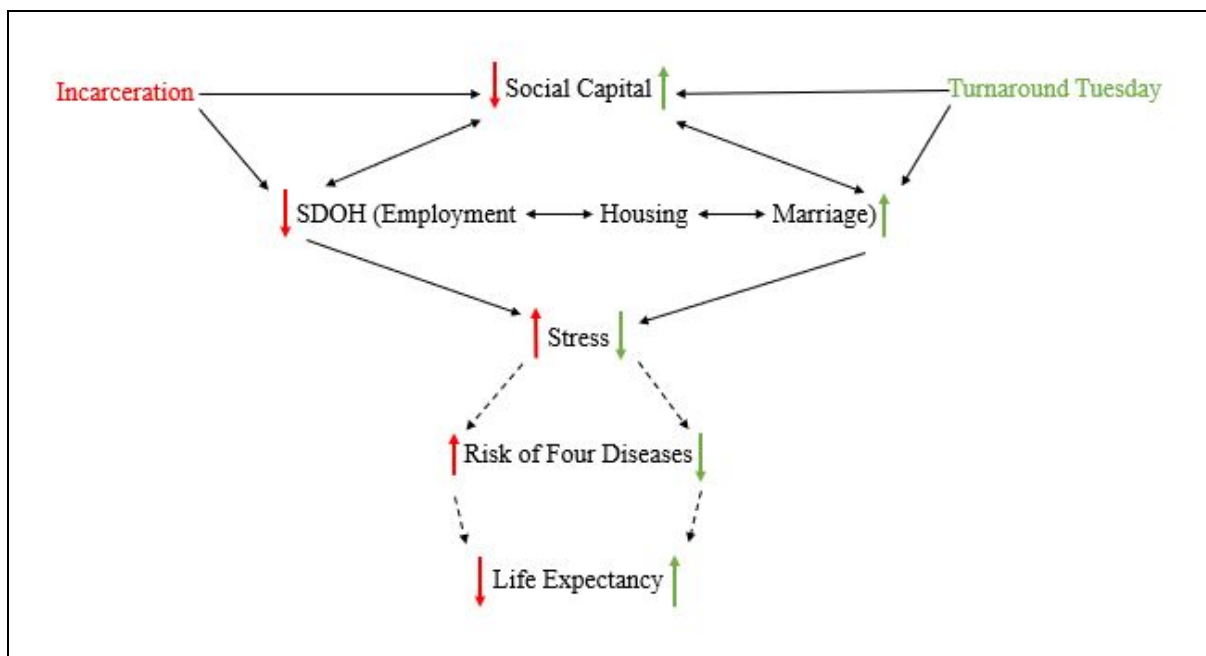 Incarceration Social Capital Turnaround Tuesday
SDOH (Employment Housing Marriage)
Stress
Risk of Four Diseases
Life Expectancy